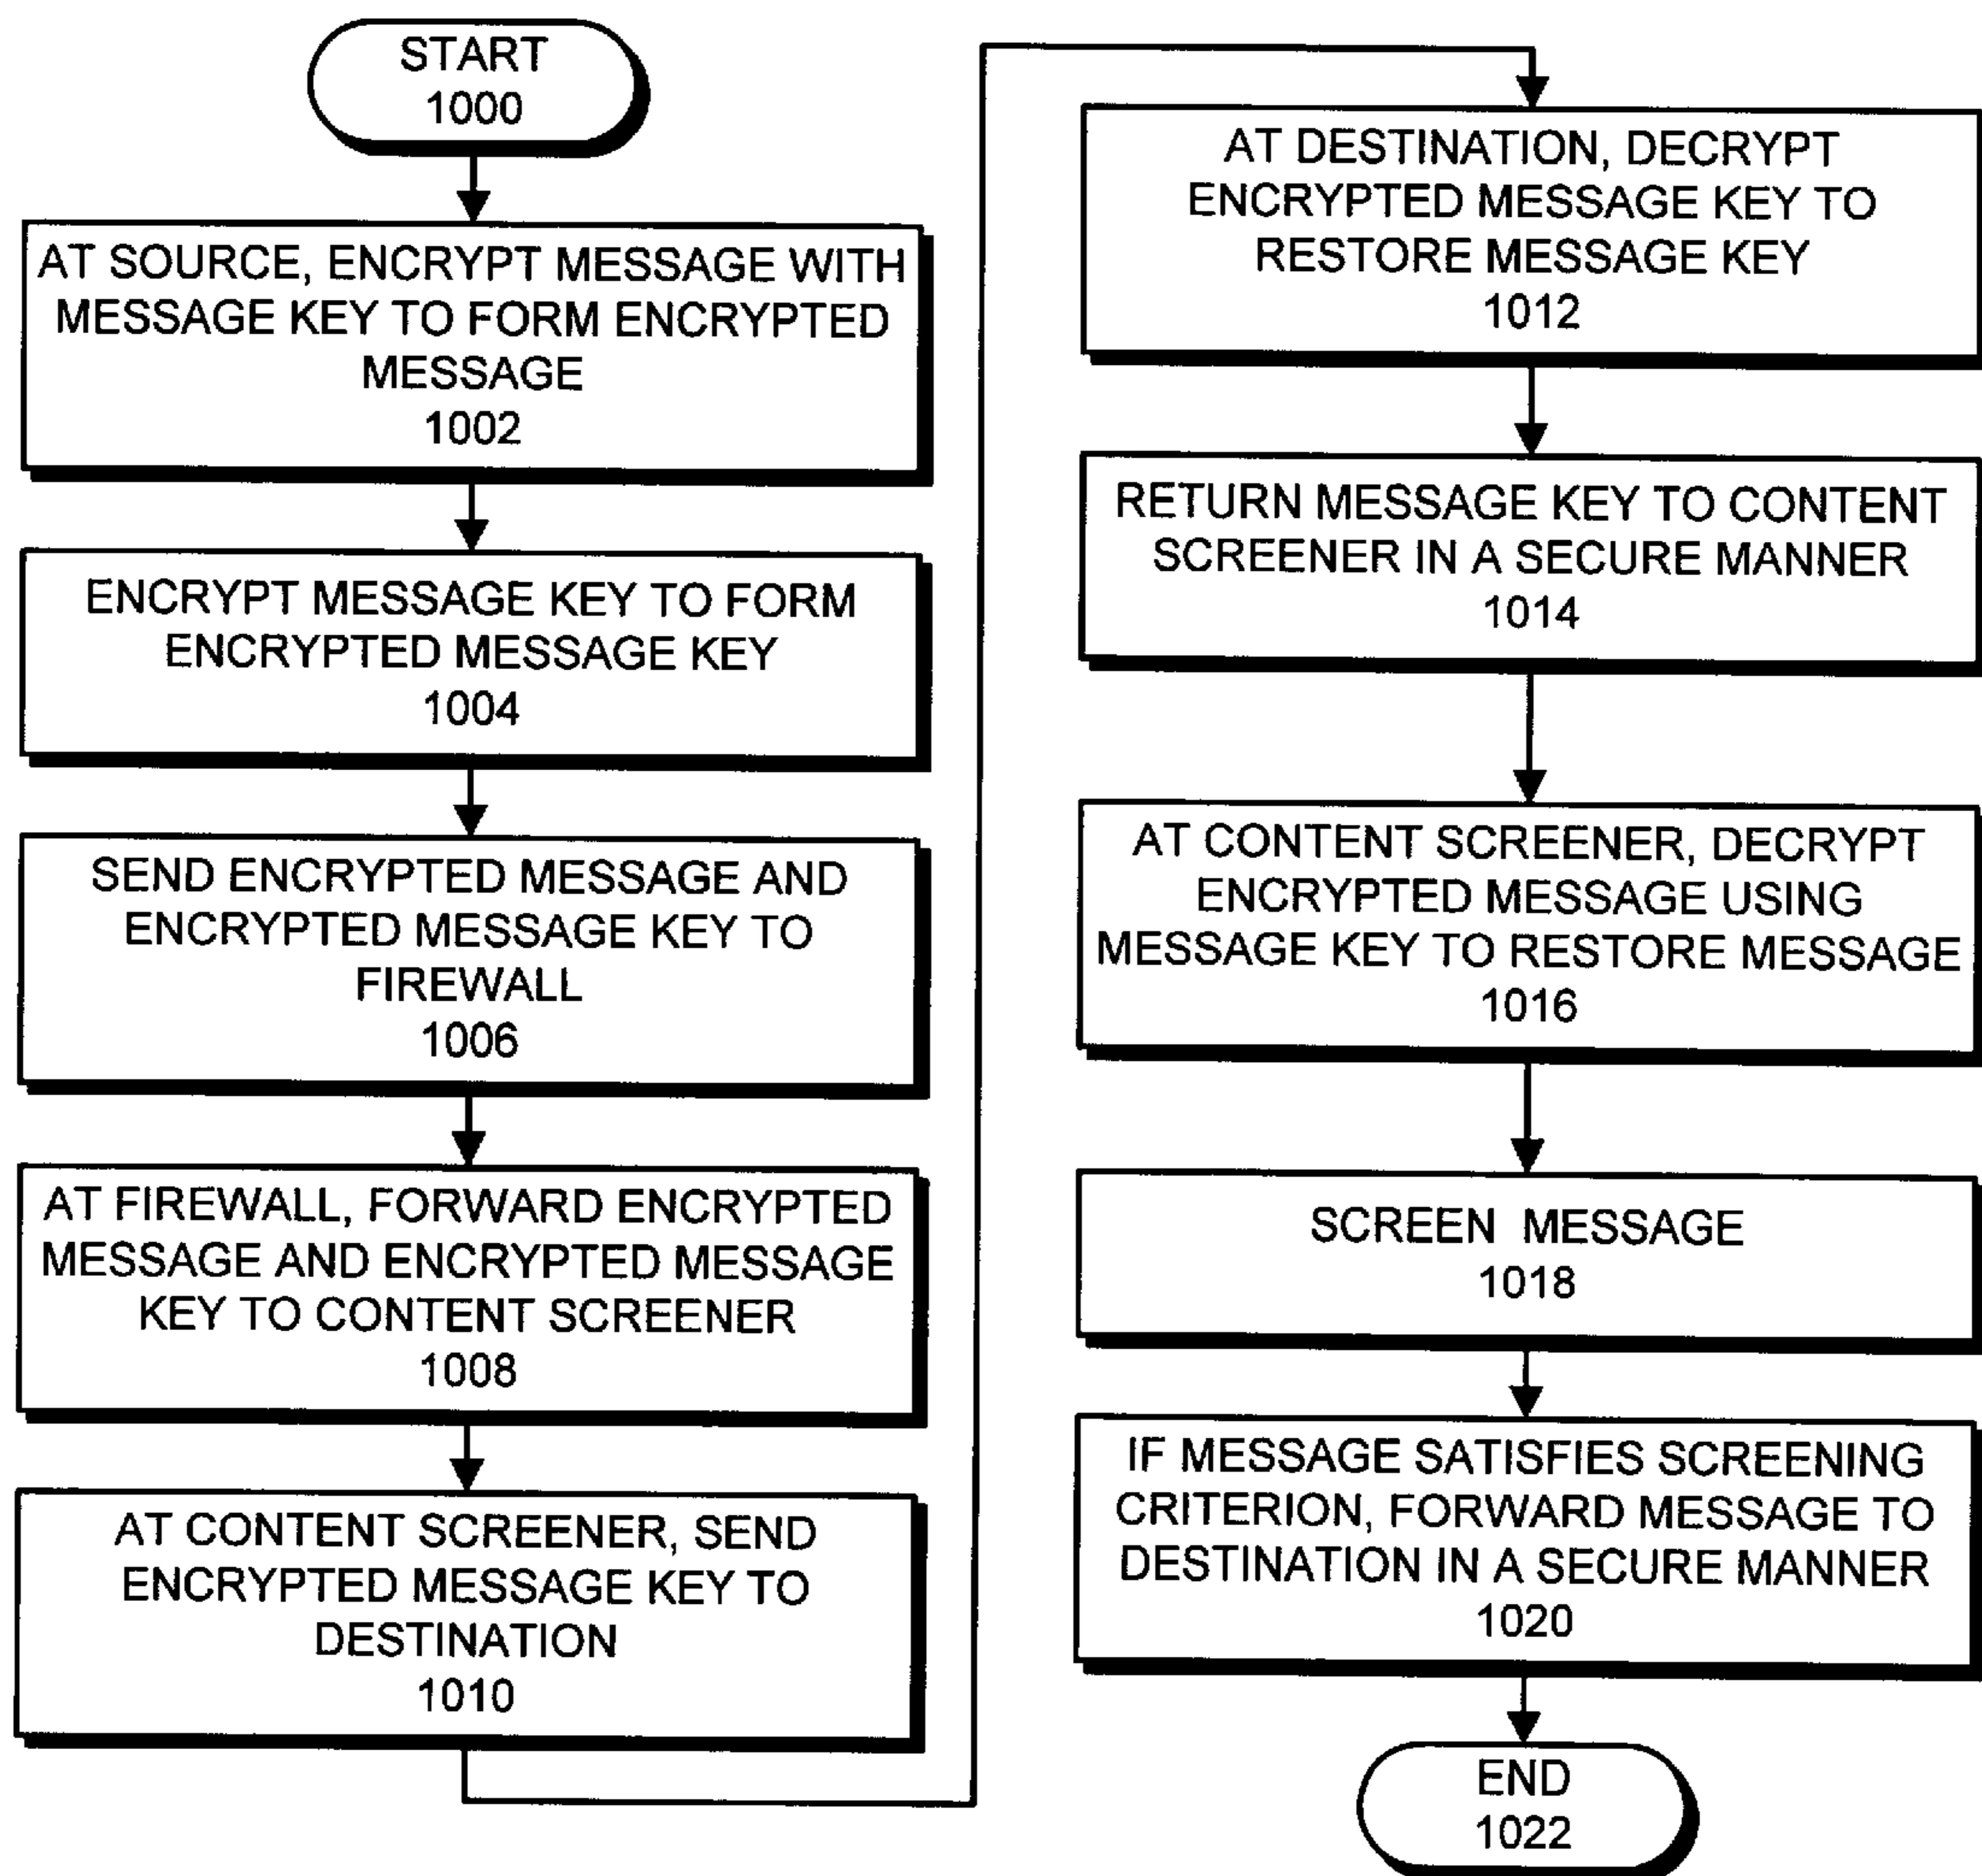 START
1000
AT SOURCE, ENCRYPT MESSAGE WITH
MESSAGE KEY TO FORM ENCRYPTED
MESSAGE
1002
ENCRYPT MESSAGE KEY TO FORM
ENCRYPTED MESSAGE KEY
1004
SEND ENCRYPTED MESSAGE AND
ENCRYPTED MESSAGE KEY TO
FIREWALL
1006
AT FIREWALL, FORWARD ENCRYPTED
MESSAGE AND ENCRYPTED MESSAGE
KEY TO CONTENT SCREENER
1008
AT CONTENT SCREENER, SEND
ENCRYPTED MESSAGE KEY TO
DESTINATION
1010
AT DESTINATION, DECRYPT
ENCRYPTED MESSAGE KEY TO
RESTORE MESSAGE KEY
1012
RETURN MESSAGE KEY TO CONTENT
SCREENER IN A SECURE MANNER
1014
AT CONTENT SCREENER, DECRYPT
ENCRYPTED MESSAGE USING
MESSAGE KEY TO RESTORE MESSAGE
1016
SCREEN MESSAGE
1018
IF MESSAGE SATISFIES SCREENING
CRITERION, FORWARD MESSAGE TO
DESTINATION IN A SECURE MANNER
1020
END
1022